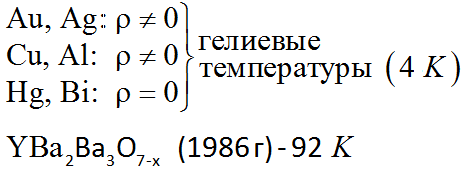 Au, Ag: ρ ≠ 0
Cu, Al: ρ ≠ 0
Hg, Bi: ρ = 0
гелиевые
температуры (4 K)
YBa₂Ba₃O₇₋ₓ (1986г) - 92 K